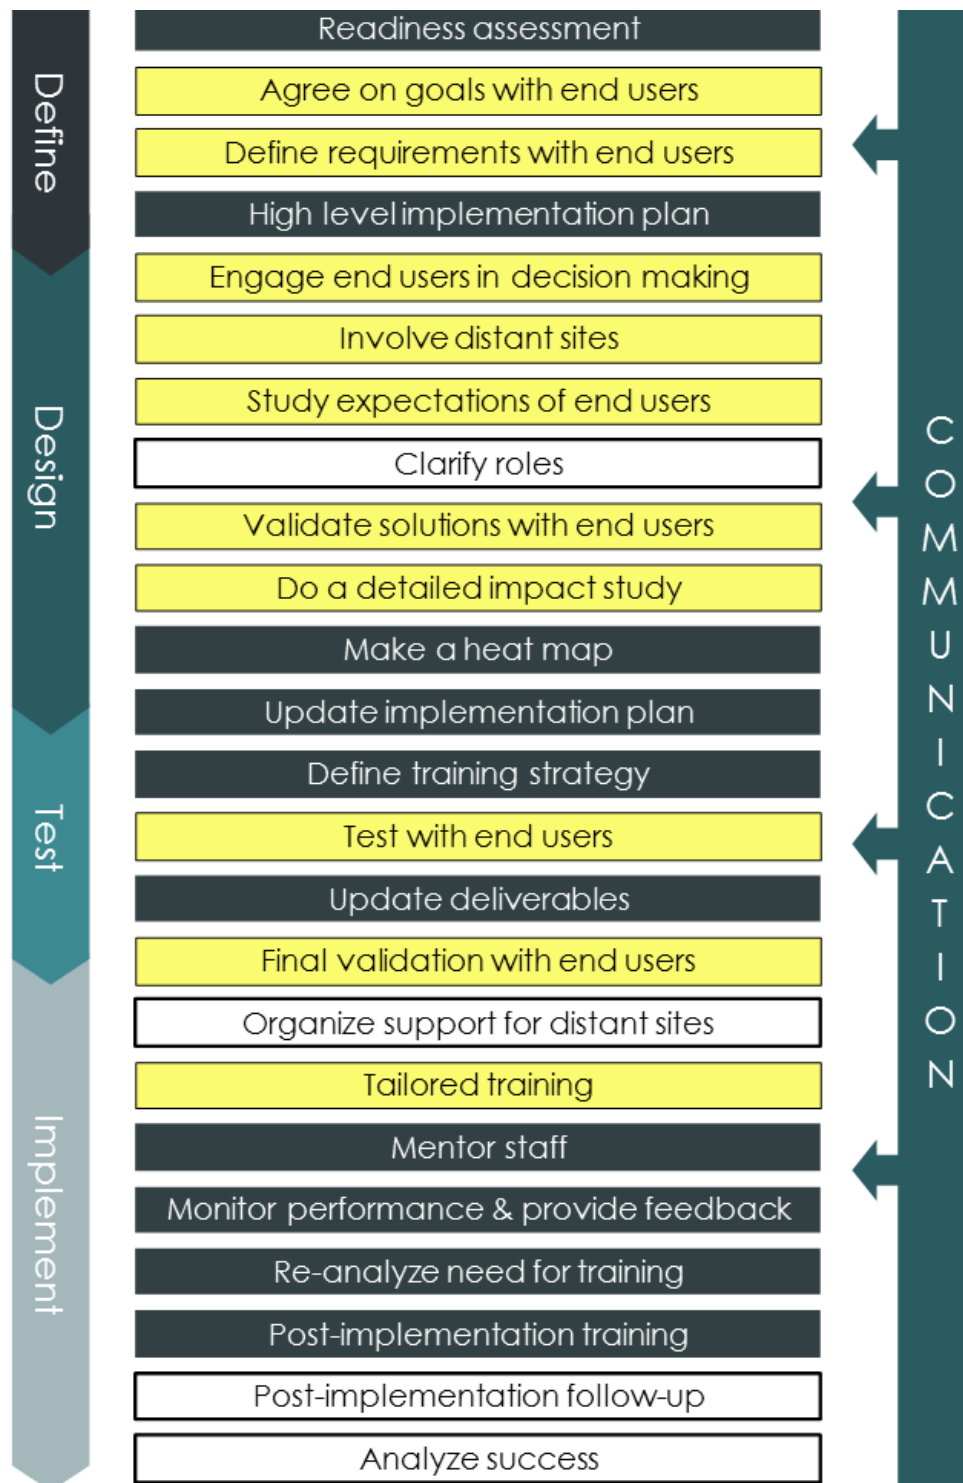 Define
Design
Test
Implement
Readiness assessment
Agree on goals with end users
Define requirements with end users
High level implementation plan
Engage end users in decision making
Involve distant sites
Study expectations of end users
Clarify roles
Validate solutions with end users
Do a detailed impact study
Make a heat map
Update implementation plan
Define training strategy
Test with end users
Update deliverables
Final validation with end users
Organize support for distant sites
Tailored training
Mentor staff
Monitor performance & provide feedback
Re-analyze need for training
Post-implementation training
Post-implementation follow-up
Analyze success
COMMUNICATION